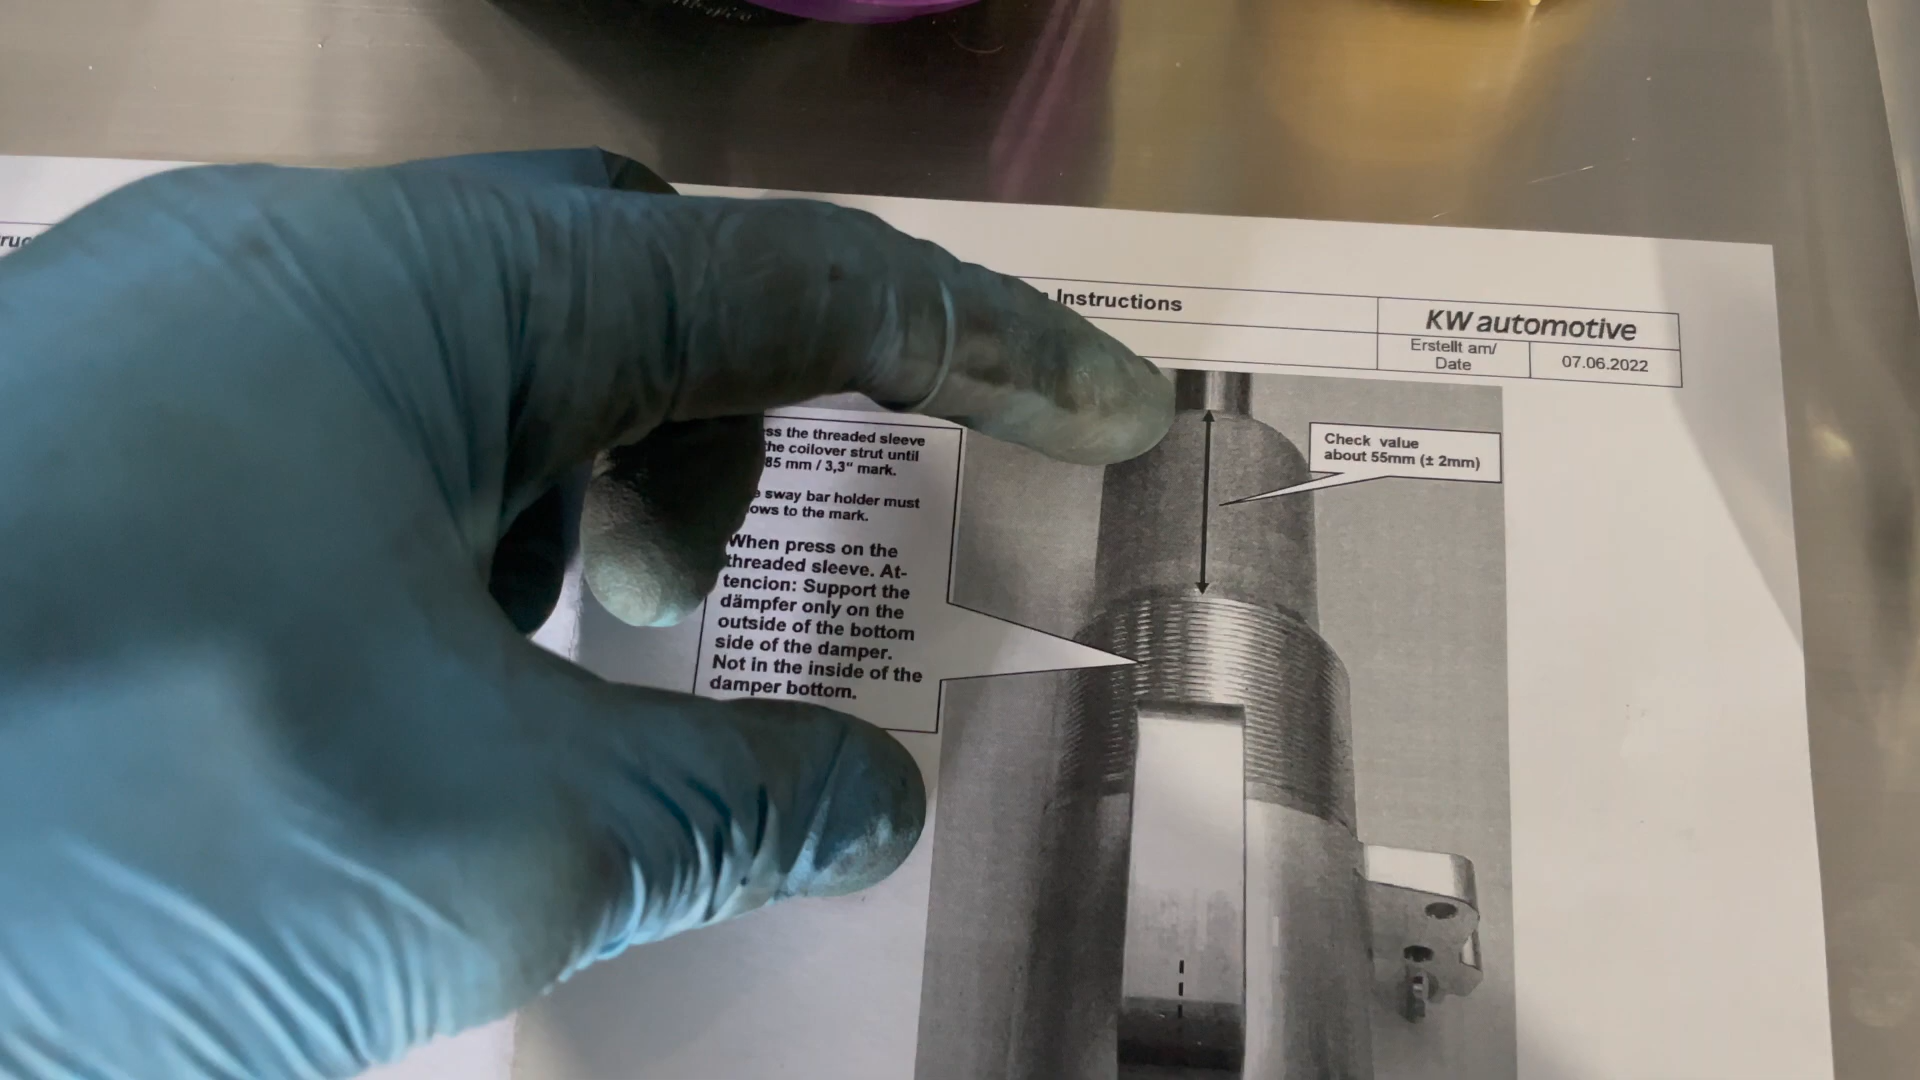 Instructions
KW automotive
Erstellt am/
Date
07.06.2022
Check value
about 55mm (± 2mm)
the threaded sleeve
the coilover strut until
85 mm / 3,3" mark.
sway bar holder must
to the mark.
When press on the
threaded sleeve. At-
tencion: Support the
dämpfer only on the
outside of the bottom
side of the damper.
Not in the inside of the
damper bottom.